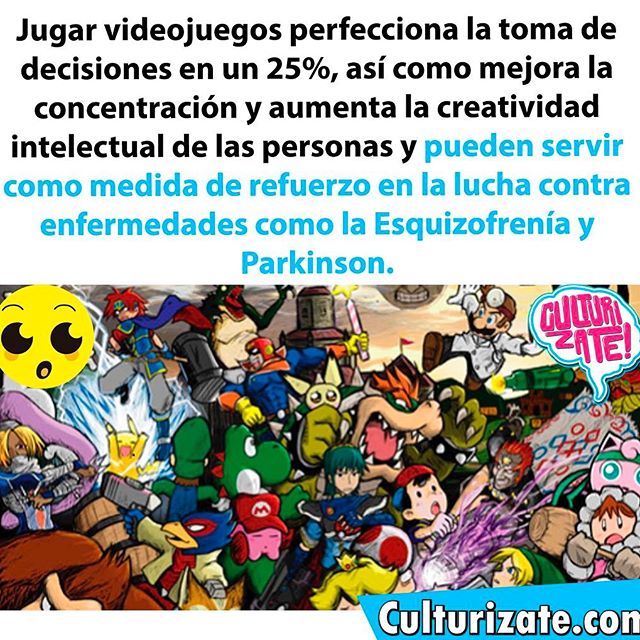 Jugar videojuegos perfecciona la toma de
decisiones en un 25%, así como mejora la
concentración y aumenta la creatividad
intelectual de las personas y pueden servir
como medida de refuerzo en la lucha contra
enfermedades como la Esquizofrenía y
Parkinson.
CULTURI
ZATE!
M
Culturizate.com